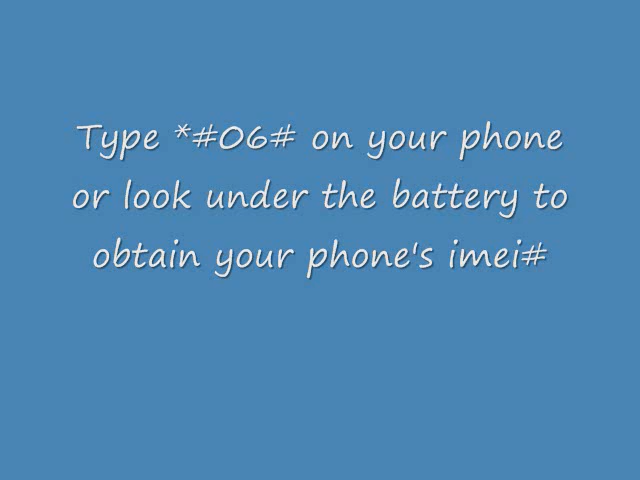 Type *#06# on your phone
or look under the battery to
obtain your phone's imei#